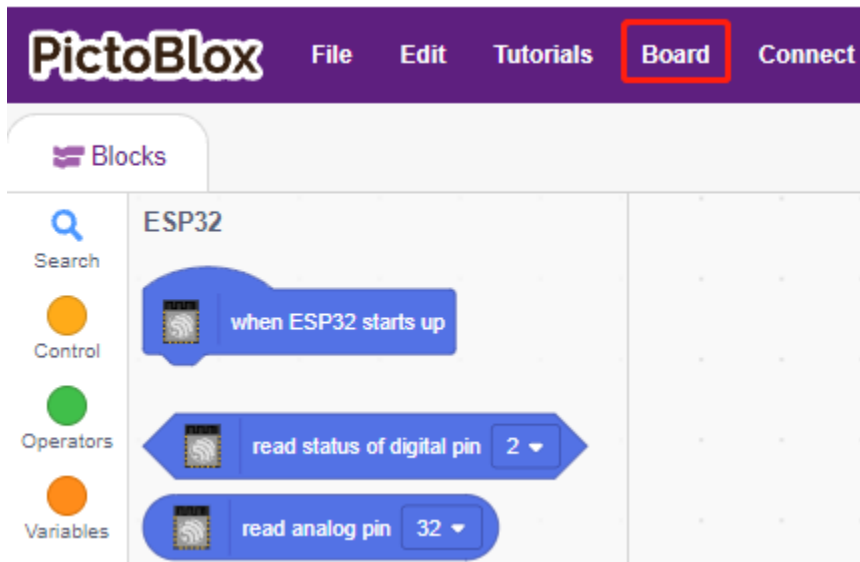 PictoBlox File Edit Tutorials Board Connect
Blocks
ESP32
Search
when ESP32 starts up
Control
Operators
read status of digital pin 2
Variables
read analog pin 32